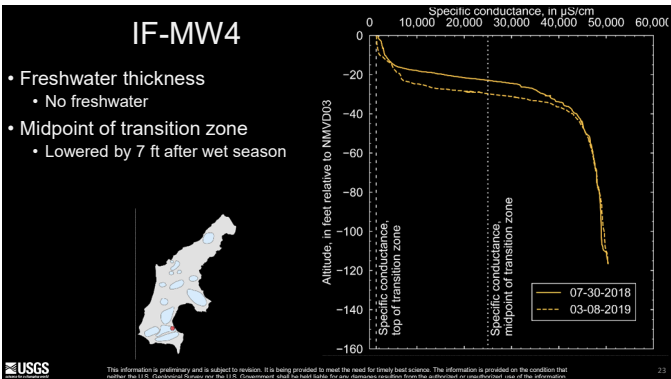 IF-MW4
• Freshwater thickness
• No freshwater
• Midpoint of transition zone
• Lowered by 7 ft after wet season
Specific conductance, in µS/cm
0 10,000 20,000 30,000 40,000 50,000 60,000
Altitude, in feet relative to NMVD03
0
−20
−40
−60
−80
−100
−120
−140
−160
Specific conductance,
top of transition zone
Specific conductance,
midpoint of transition zone
07-30-2018
03-08-2019
USGS
science for a changing world
This information is preliminary and is subject to revision. It is being provided to meet the need for timely best science. The information is provided on the condition that
neither the U.S. Geological Survey nor the U.S. Government shall be held liable for any damages resulting from the authorized or unauthorized use of the information.
23